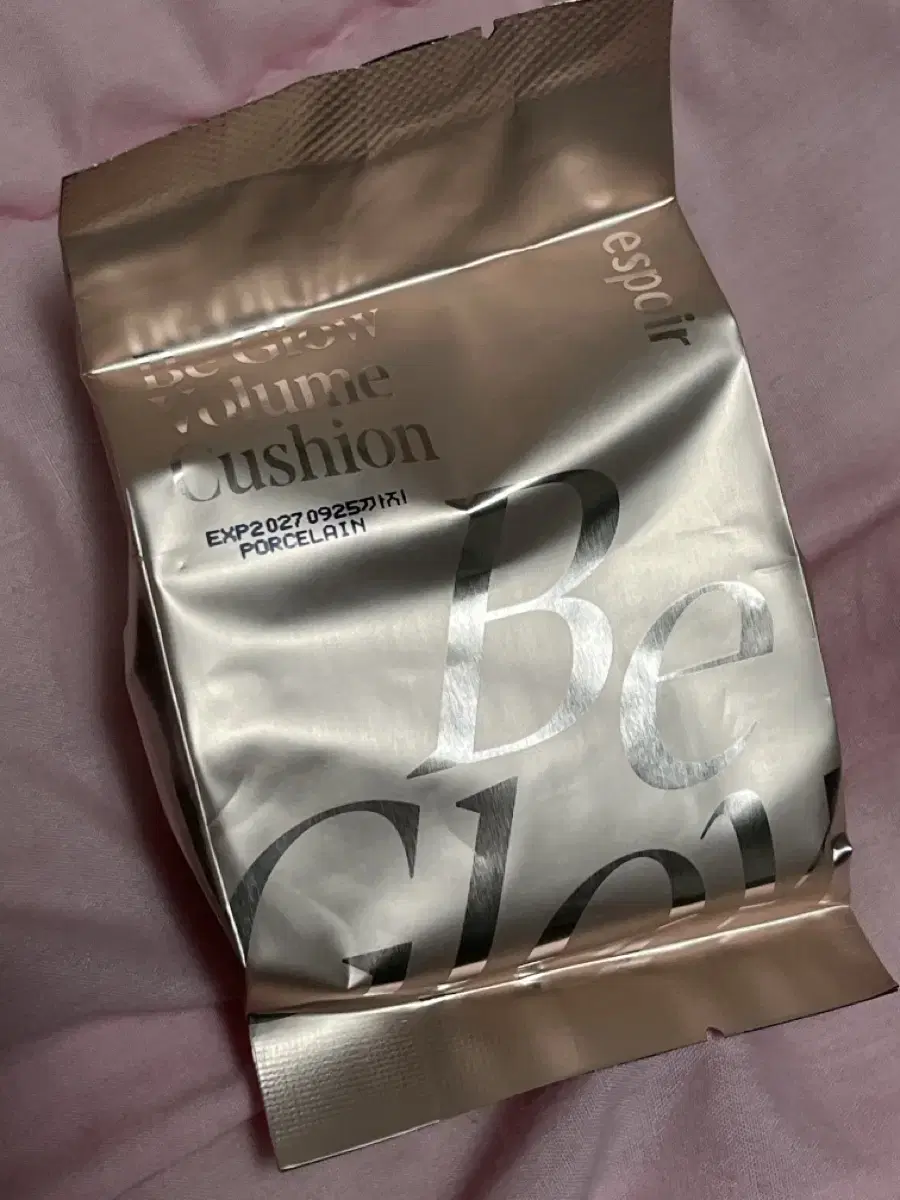 espoir
Be Glow
Volume
Cushion
EXP20270925까지
PORCELAIN
Be
Glow